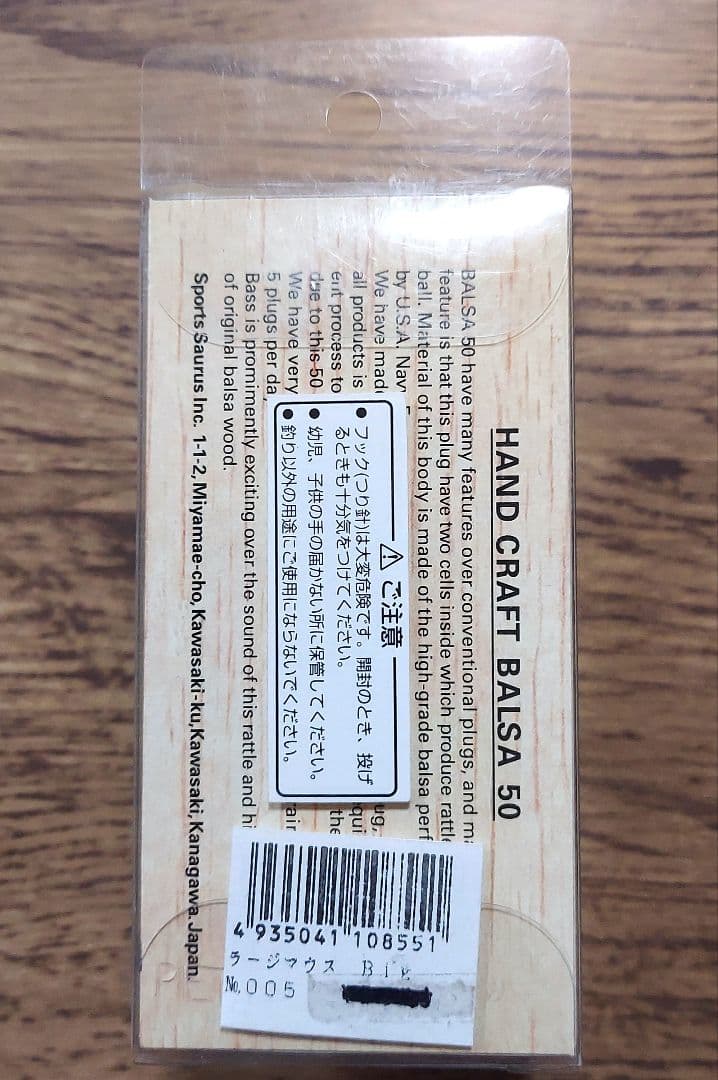 HAND CRAFT BALSA 50
BALSA 50 have many features over conventional plugs, and
feature is that this plug have two cells inside which produce
ball. Material of this body is made of the high-grade balsa
by U.S.A.
We have
all products is
process to
to this 50
We have very
5 plugs per
Bass is promimently exciting over the sound of this rattle and
of original balsa wood.
Sports Saurus Inc. 1-1-2, Miyamae-cho, Kawasaki-ku, Kawasaki, Kanagawa. Japan.
⚠ ご注意
● フック(つり針)は大変危険です。開封のとき、投げ
るときも十分気をつけてください。
● 幼児、子供の手の届かない所に保管してください。
● 釣り以外の用途にご使用にならないでください。
4 935041 108551
ラージマウス
No. 005